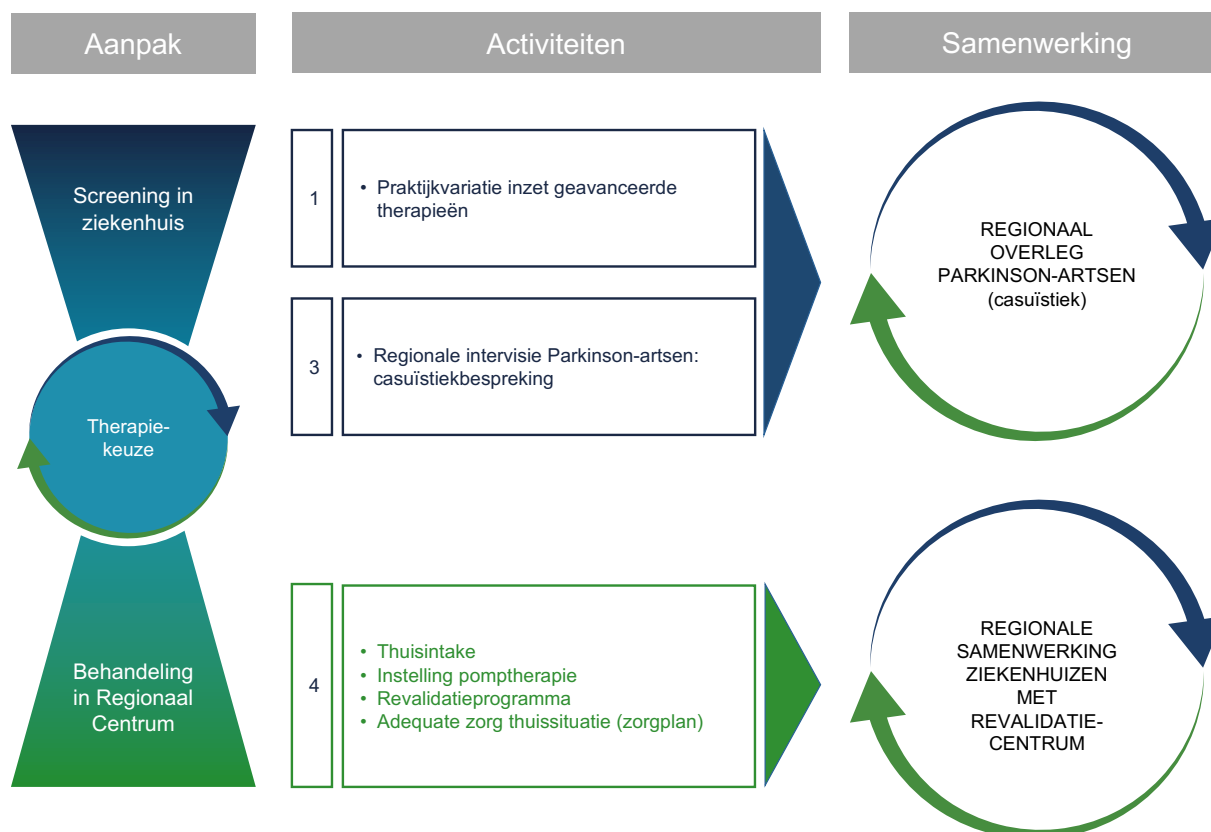 Aanpak
Activiteiten
Samenwerking
Screening in
ziekenhuis
Therapie-
keuze
Behandeling
in Regionaal
Centrum
1
• Praktijkvariatie inzet geavanceerde
therapieën
3
• Regionale intervisie Parkinson-artsen:
casuïstiekbespreking
4
• Thuisintake
• Instelling pomptherapie
• Revalidatieprogramma
• Adequate zorg thuissituatie (zorgplan)
REGIONAAL
OVERLEG
PARKINSON-ARTSEN
(casuïstiek)
REGIONALE
SAMENWERKING
ZIEKENHUIZEN
MET
REVALIDATIE-
CENTRUM